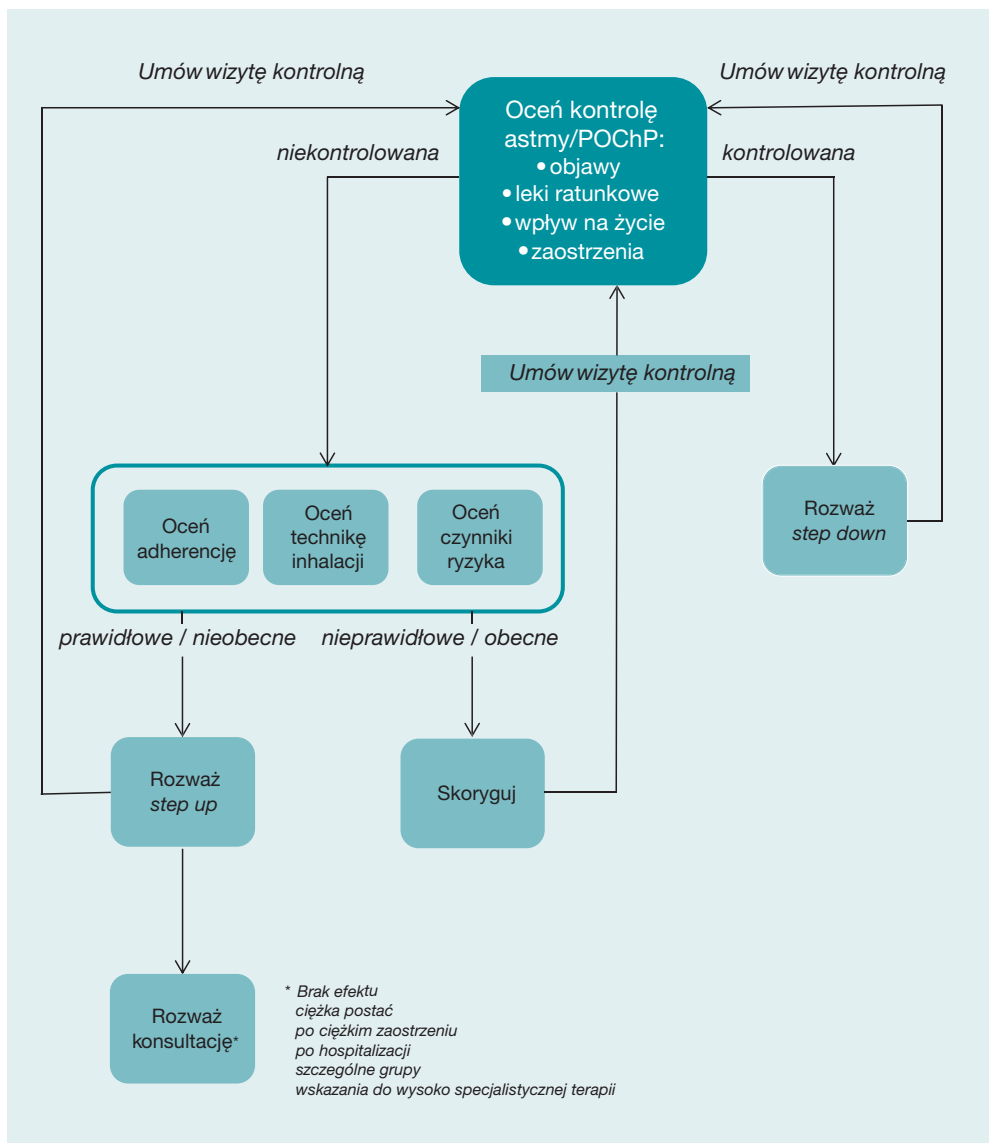 Umów wizytę kontrolną
Umów wizytę kontrolną
Oceń kontrolę
astmy/POChP:
• objawy
• leki ratunkowe
• wpływ na życie
• zaostrzenia
niekontrolowana
kontrolowana
Umów wizytę kontrolną
Oceń
adherencję
Oceń
technikę
inhalacji
Oceń
czynniki
ryzyka
Rozważ
step down
prawidłowe / nieobecne
nieprawidłowe / obecne
Rozważ
step up
Skoryguj
Rozważ
konsultację*
* Brak efektu
ciężka postać
po ciężkim zaostrzeniu
po hospitalizacji
szczególne grupy
wskazania do wysoko specjalistycznej terapii